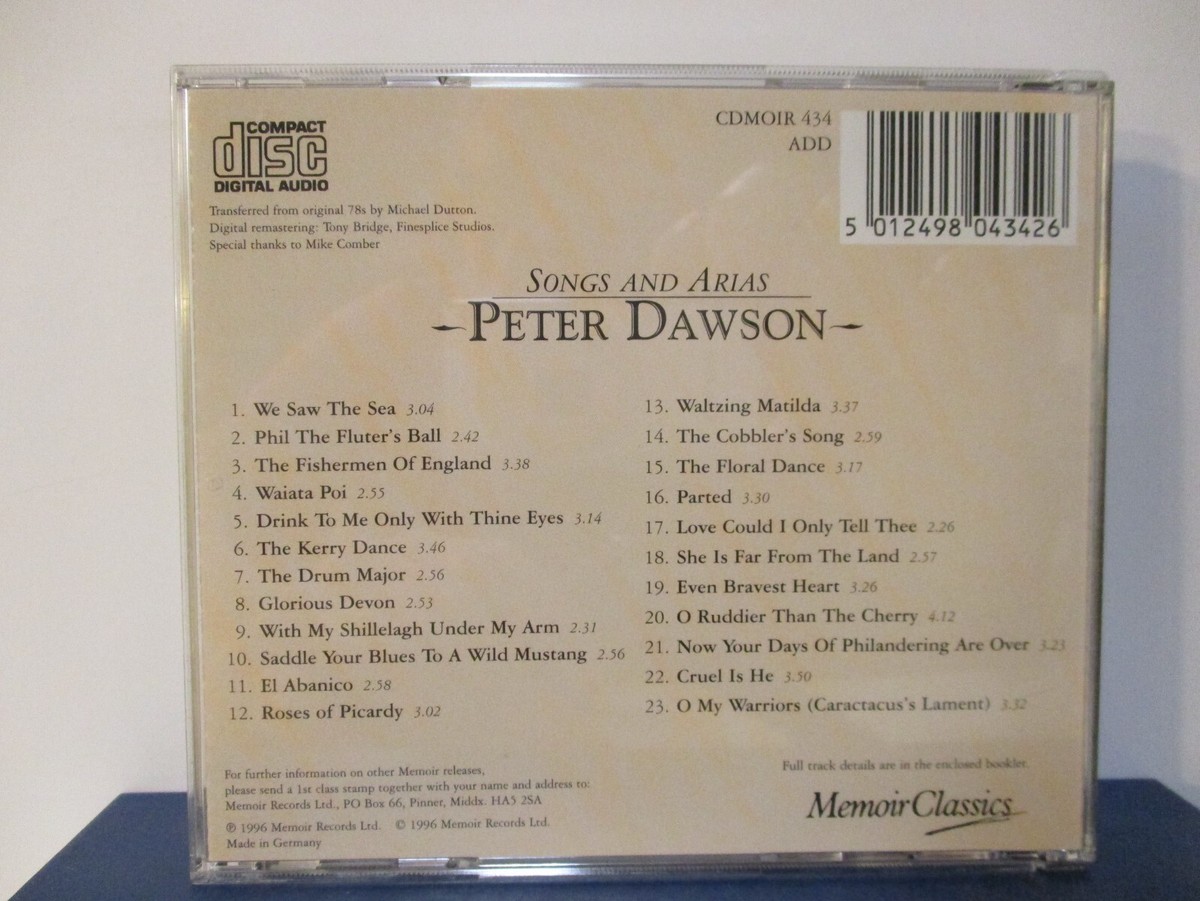 COMPACT
disc
DIGITAL AUDIO
Transferred from original 78s by Michael Dutton.
Digital remastering: Tony Bridge, Finesplice Studios.
Special thanks to Mike Comber
CDMOIR 434
ADD
5 012498 043426
SONGS AND ARIAS
PETER DAWSON
1. We Saw The Sea 3.04
2. Phil The Fluter's Ball 2.42
3. The Fishermen Of England 3.38
4. Waiata Poi 2.55
5. Drink To Me Only With Thine Eyes 3.14
6. The Kerry Dance 3.46
7. The Drum Major 2.56
8. Glorious Devon 2.53
9. With My Shillelagh Under My Arm 2.31
10. Saddle Your Blues To A Wild Mustang 2.56
11. El Abanico 2.58
12. Roses of Picardy 3.02
13. Waltzing Matilda 3.37
14. The Cobbler's Song 2.59
15. The Floral Dance 3.17
16. Parted 3.30
17. Love Could I Only Tell Thee 2.26
18. She Is Far From The Land 2.57
19. Even Bravest Heart 3.26
20. O Ruddier Than The Cherry 4.12
21. Now Your Days Of Philandering Are Over 3.23
22. Cruel Is He 3.50
23. O My Warriors (Caractacus's Lament) 3.32
For further information on other Memoir releases,
please send a 1st class stamp together with your name and address to:
Memoir Records Ltd., PO Box 66, Pinner, Middx. HA5 2SA
℗ 1996 Memoir Records Ltd. © 1996 Memoir Records Ltd.
Made in Germany
Full track details are in the enclosed booklet.
Memoir Classics